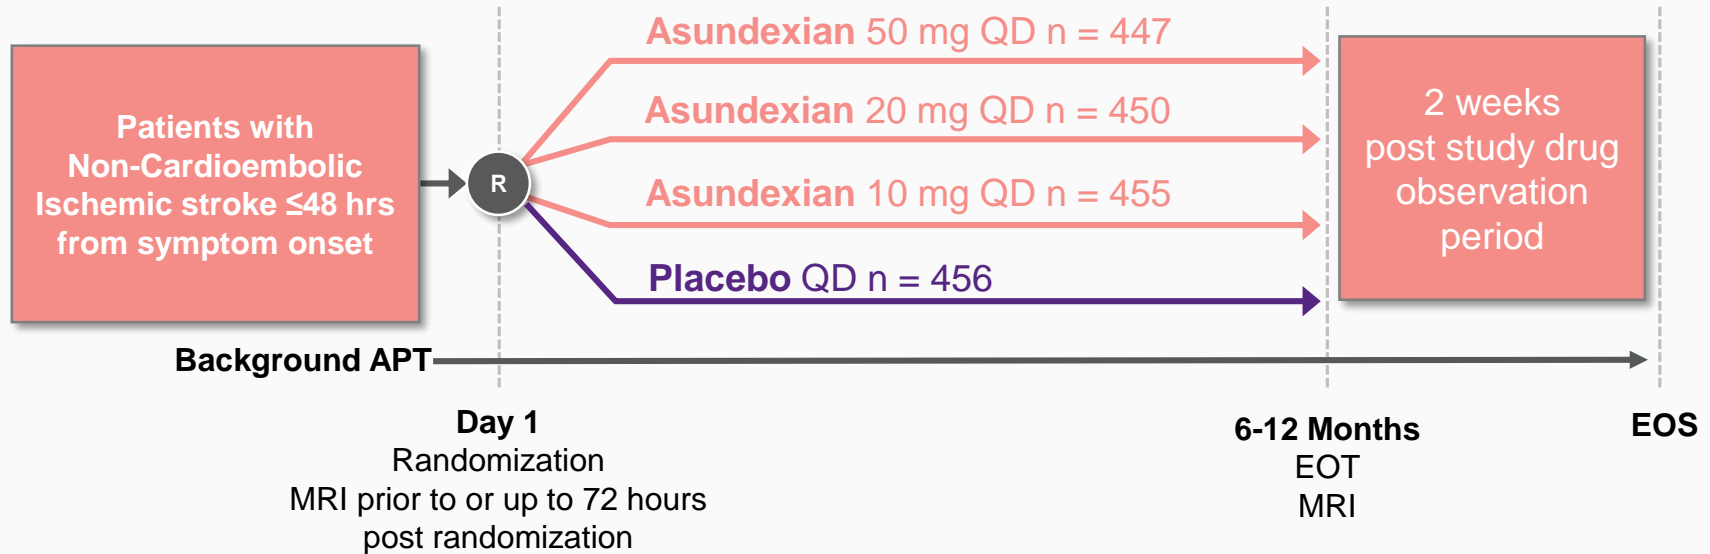 Patients with
Non-Cardioembolic
Ischemic stroke ≤48 hrs
from symptom onset
R
Asundexian 50 mg QD n = 447
Asundexian 20 mg QD n = 450
Asundexian 10 mg QD n = 455
Placebo QD n = 456
2 weeks
post study drug
observation
period
Background APT
Day 1
Randomization
MRI prior to or up to 72 hours
post randomization
6-12 Months
EOT
MRI
EOS